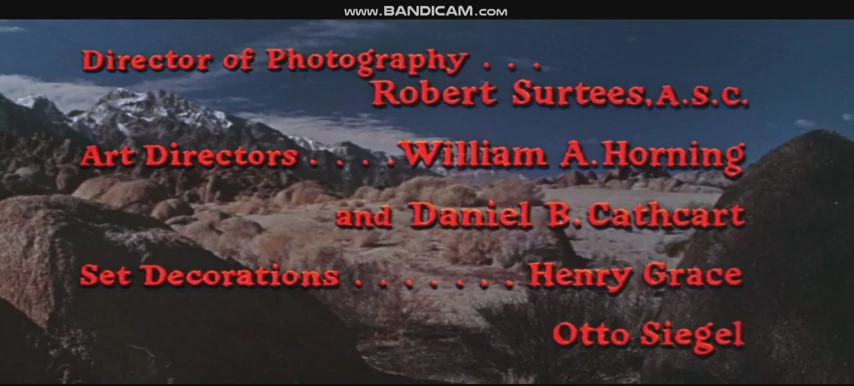 www.BANDICAM.com
Director of Photography . . .
Robert Surtees, A.S.C.
Art Directors . . . . William A. Horning
and Daniel B. Cathcart
Set Decorations . . . . . . . Henry Grace
Otto Siegel